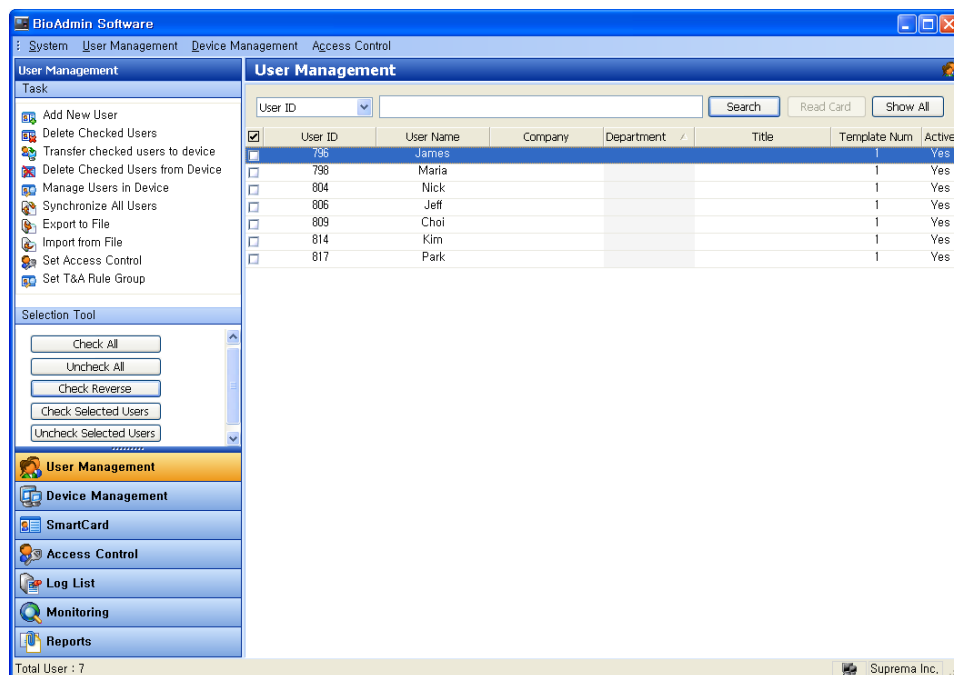 BioAdmin Software
System User Management Device Management Access Control
User Management
Task
Add New User
Delete Checked Users
Transfer checked users to device
Delete Checked Users from Device
Manage Users in Device
Synchronize All Users
Export to File
Import from File
Set Access Control
Set T&A Rule Group
Selection Tool
Check All
Uncheck All
Check Reverse
Check Selected Users
Uncheck Selected Users
User Management
Device Management
SmartCard
Access Control
Log List
Monitoring
Reports
User Management
User ID Search Read Card Show All
User ID User Name Company Department Title Template Num Active
796 James 1 Yes
798 Maria 1 Yes
804 Nick 1 Yes
806 Jeff 1 Yes
809 Choi 1 Yes
814 Kim 1 Yes
817 Park 1 Yes
Total User : 7 Suprema Inc.